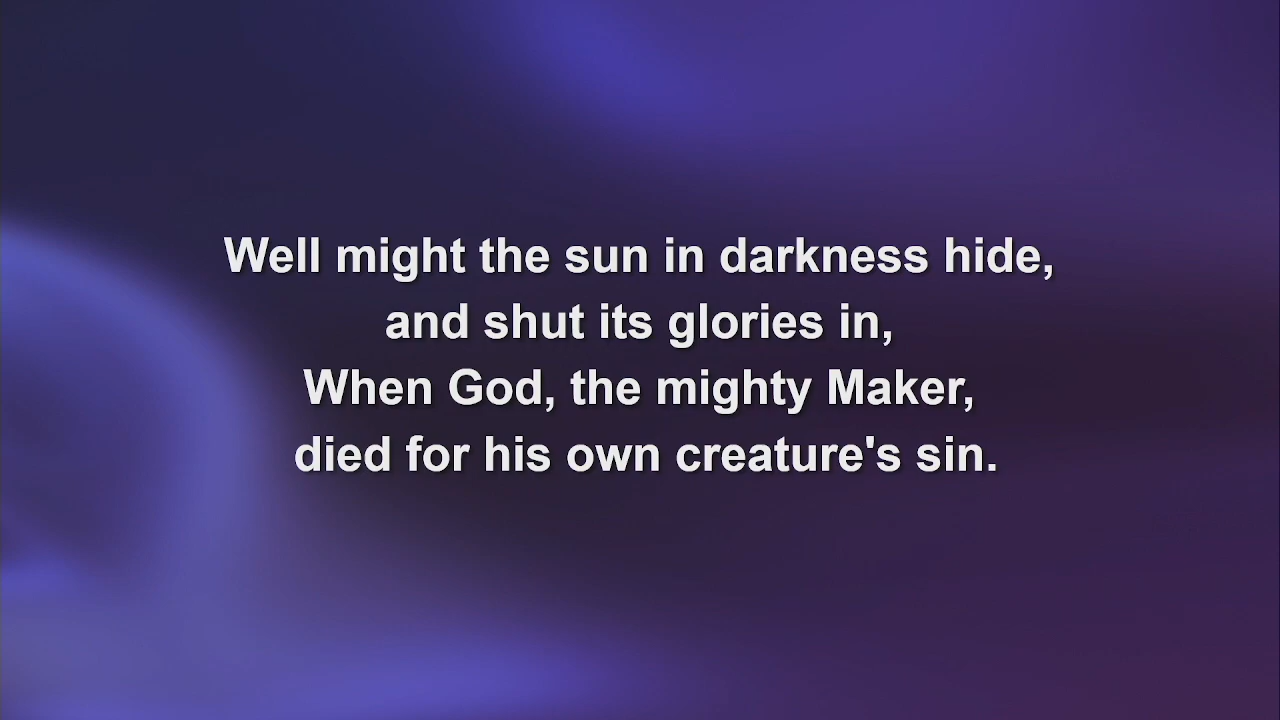 Well might the sun in darkness hide,
and shut its glories in,
When God, the mighty Maker,
died for his own creature's sin.